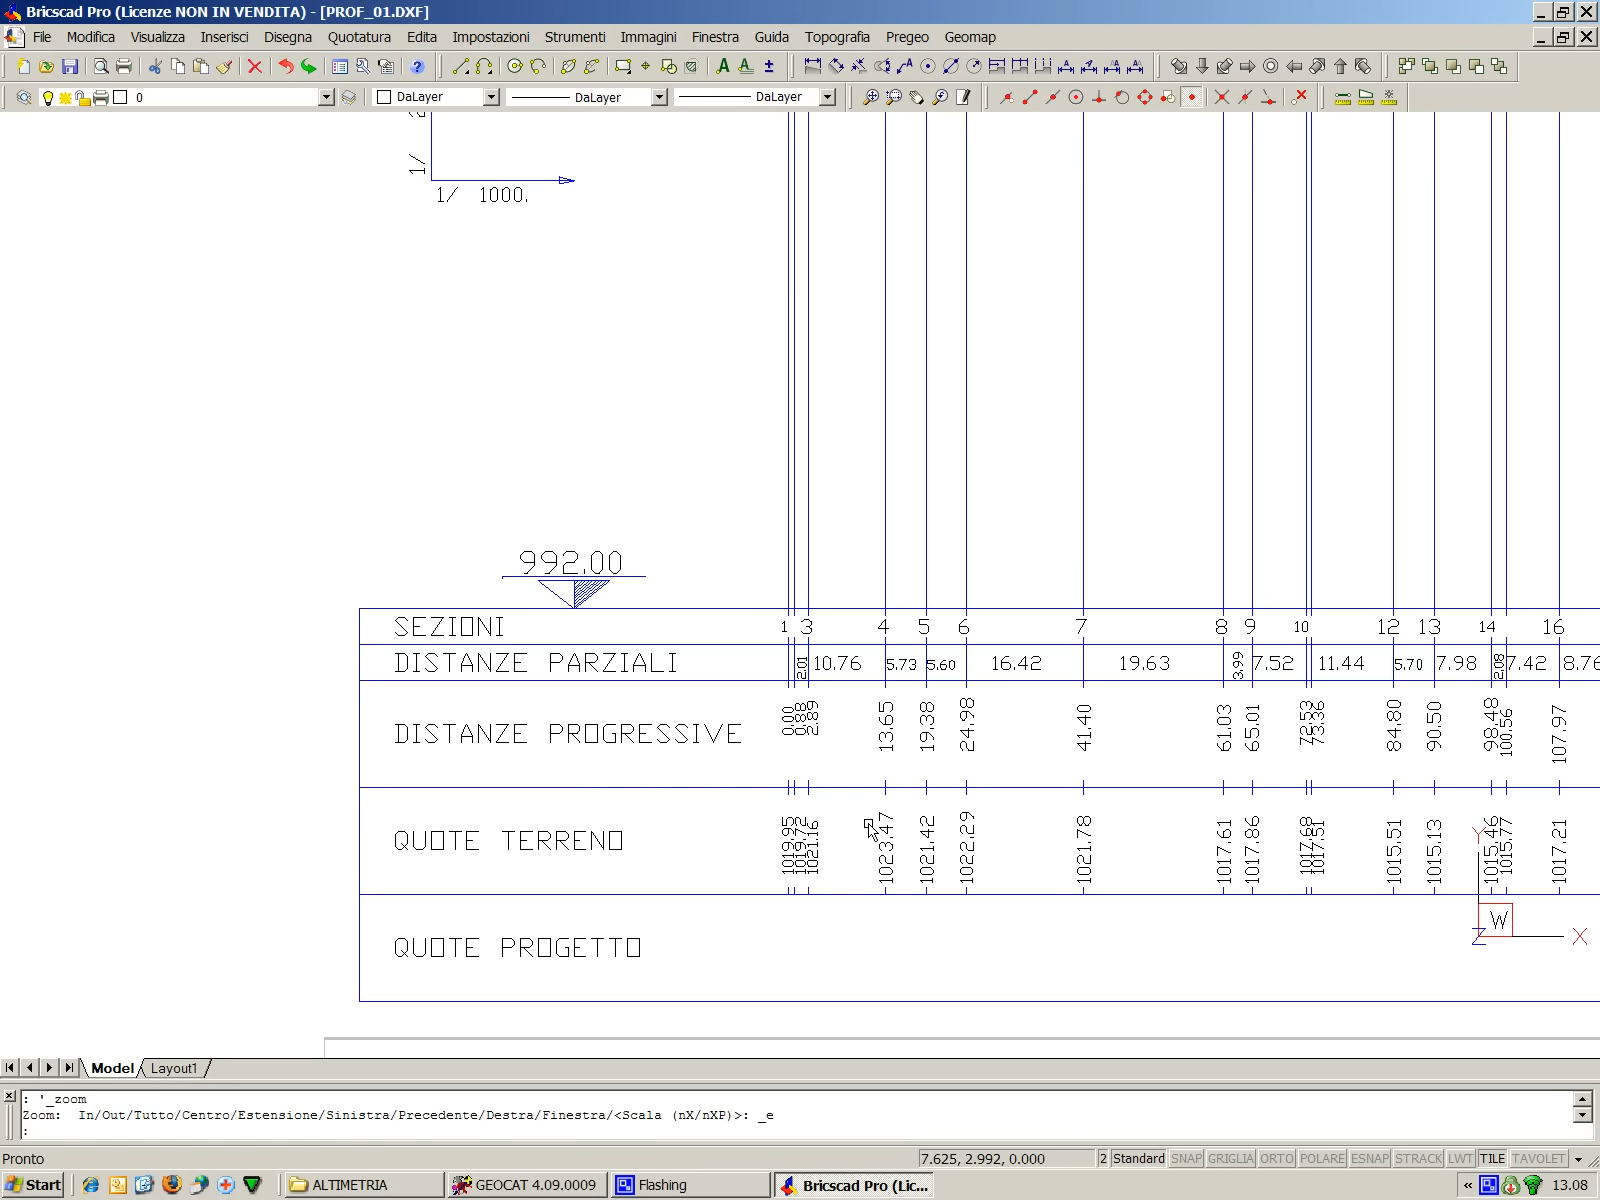 Bricscad Pro (Licenze NON IN VENDITA) - [PROF_01.DXF]
File Modifica Visualizza Inserisci Disegna Quotatura Edita Impostazioni Strumenti Immagini Finestra Guida Topografia Pregeo Geomap
0 DaLayer DaLayer DaLayer
1/
1/ 1000.
992.00
SEZIONI 1 3 4 5 6 7 8 9 10 12 13 14 16
DISTANZE PARZIALI 2.01 10.76 5.73 5.60 16.42 19.63 3.99 7.52 11.44 5.70 7.98 2.08 7.42 8.76
DISTANZE PROGRESSIVE 0.00 0.88 2.89 13.65 19.38 24.98 41.40 61.03 65.01 72.53 73.36 84.80 90.50 98.48 100.56 107.97
QUOTE TERRENO 1019.95 1019.72 1021.16 1023.47 1021.42 1022.29 1021.78 1017.61 1017.86 1017.68 1017.51 1015.51 1015.13 1015.46 1015.77 1017.21
Y
W
Z X
QUOTE PROGETTO
Model Layout1
: '_zoom
Zoom: In/Out/Tutto/Centro/Estensione/Sinistra/Precedente/Destra/Finestra/<Scala (nX/nXP)>: _e
:
Pronto 7.625, 2.992, 0.000 2 Standard SNAP GRIGLIA ORTO POLARE ESNAP STRACK LWT TILE TAVOLET
Start ALTIMETRIA GEOCAT 4.09.0009 Flashing Bricscad Pro (Lic... « 13.08